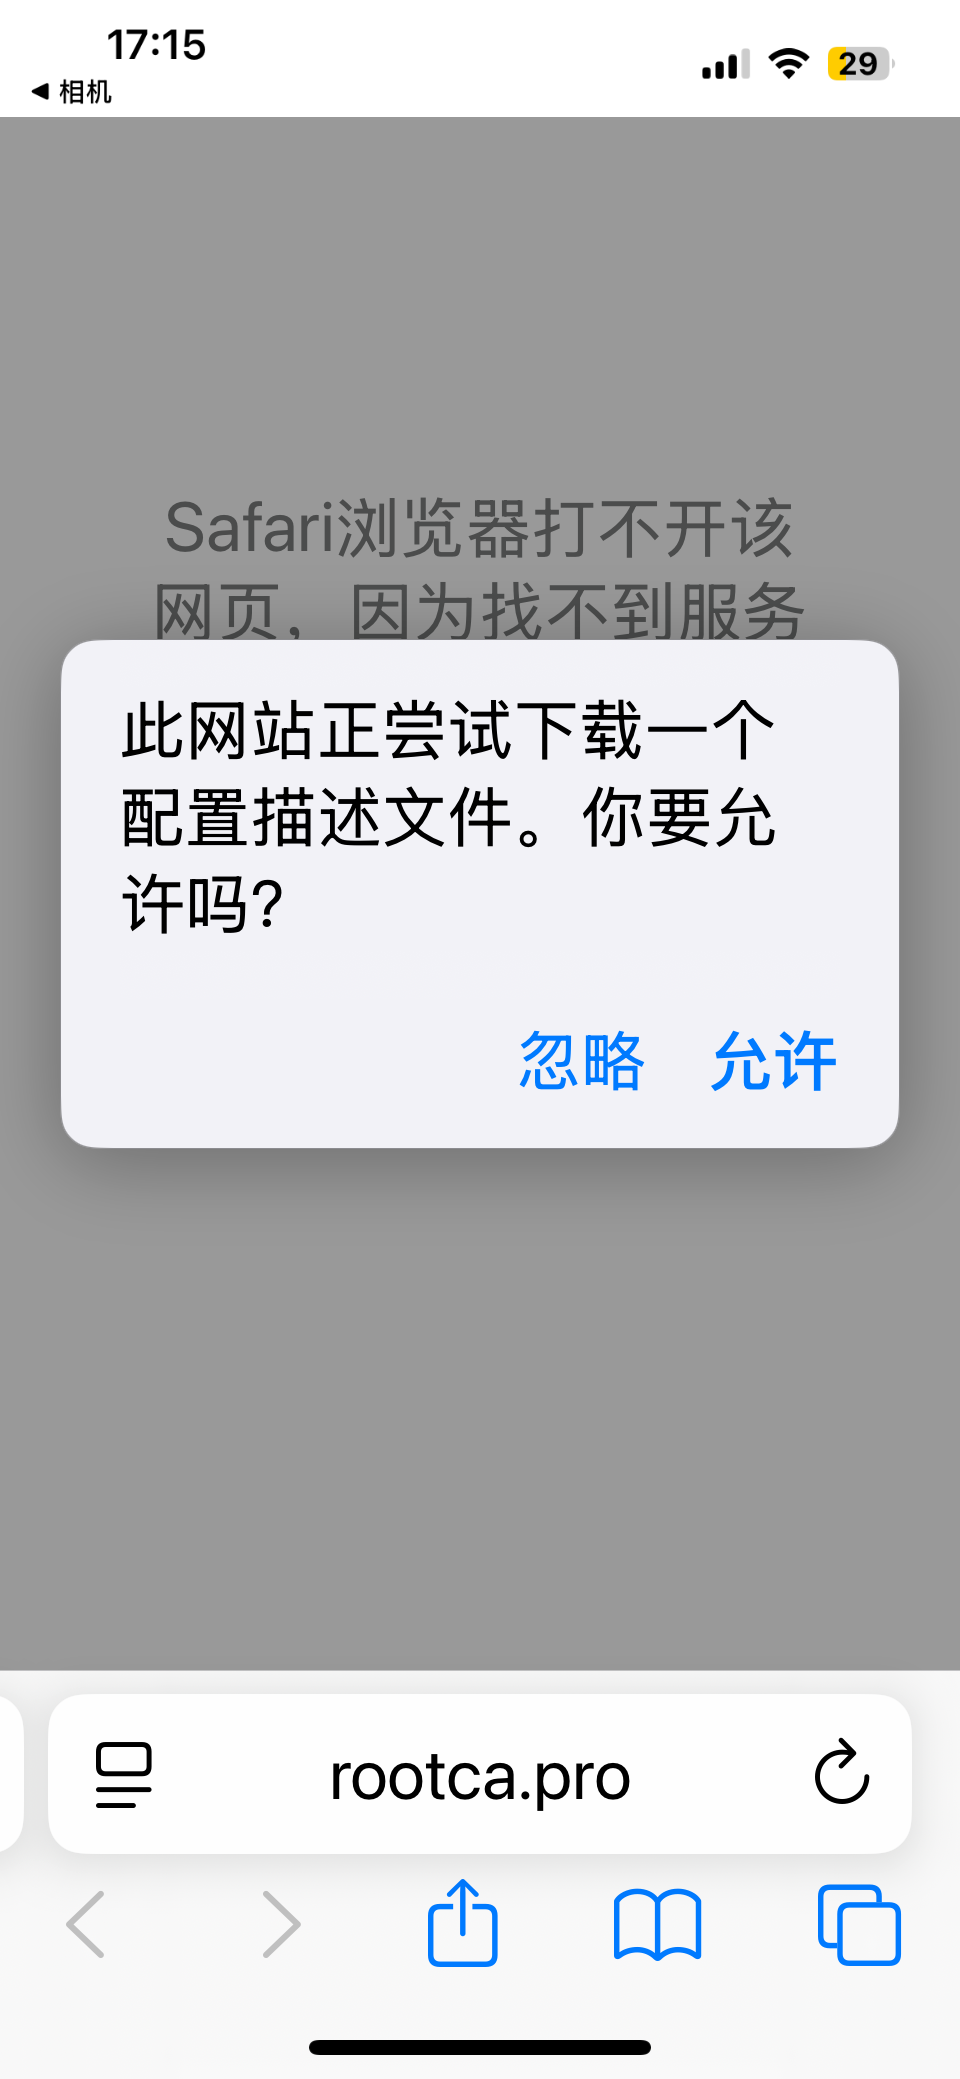 17:15
◀ 相机
29
Safari浏览器打不开该
网页，因为找不到服务
此网站正尝试下载一个
配置描述文件。你要允
许吗？
忽略 允许
rootca.pro